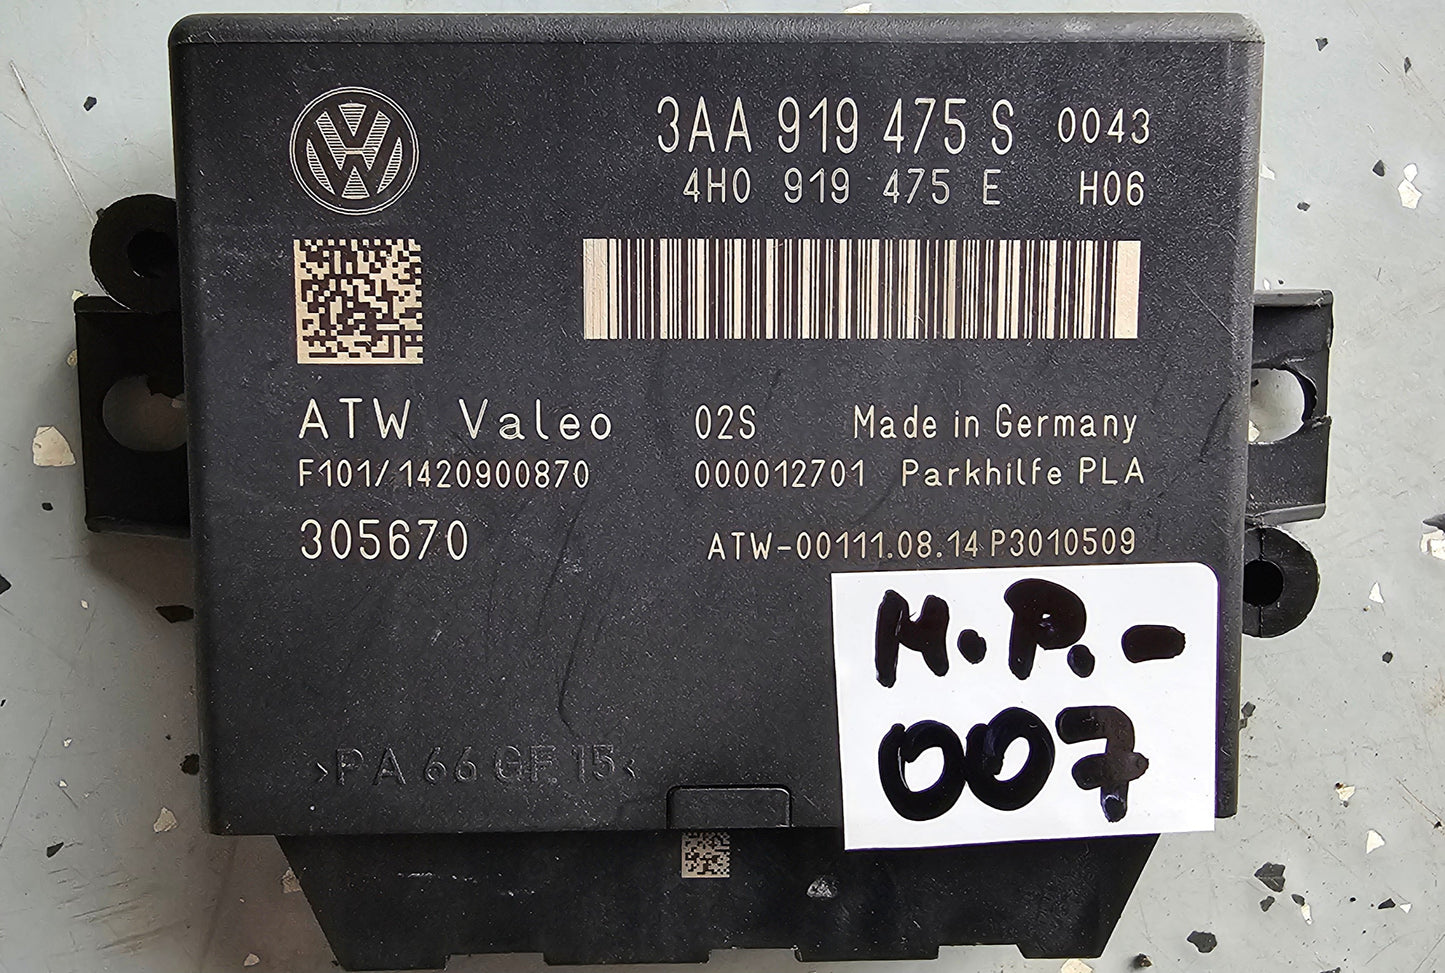 3AA 919 475 S 0043
4H0 919 475 E H06
ATW Valeo 02S Made in Germany
F101/1420900870 000012701 Parkhilfe PLA
305670 ATW-00111.08.14 P3010509
H.P.-
007
>PA 66 GF 15<